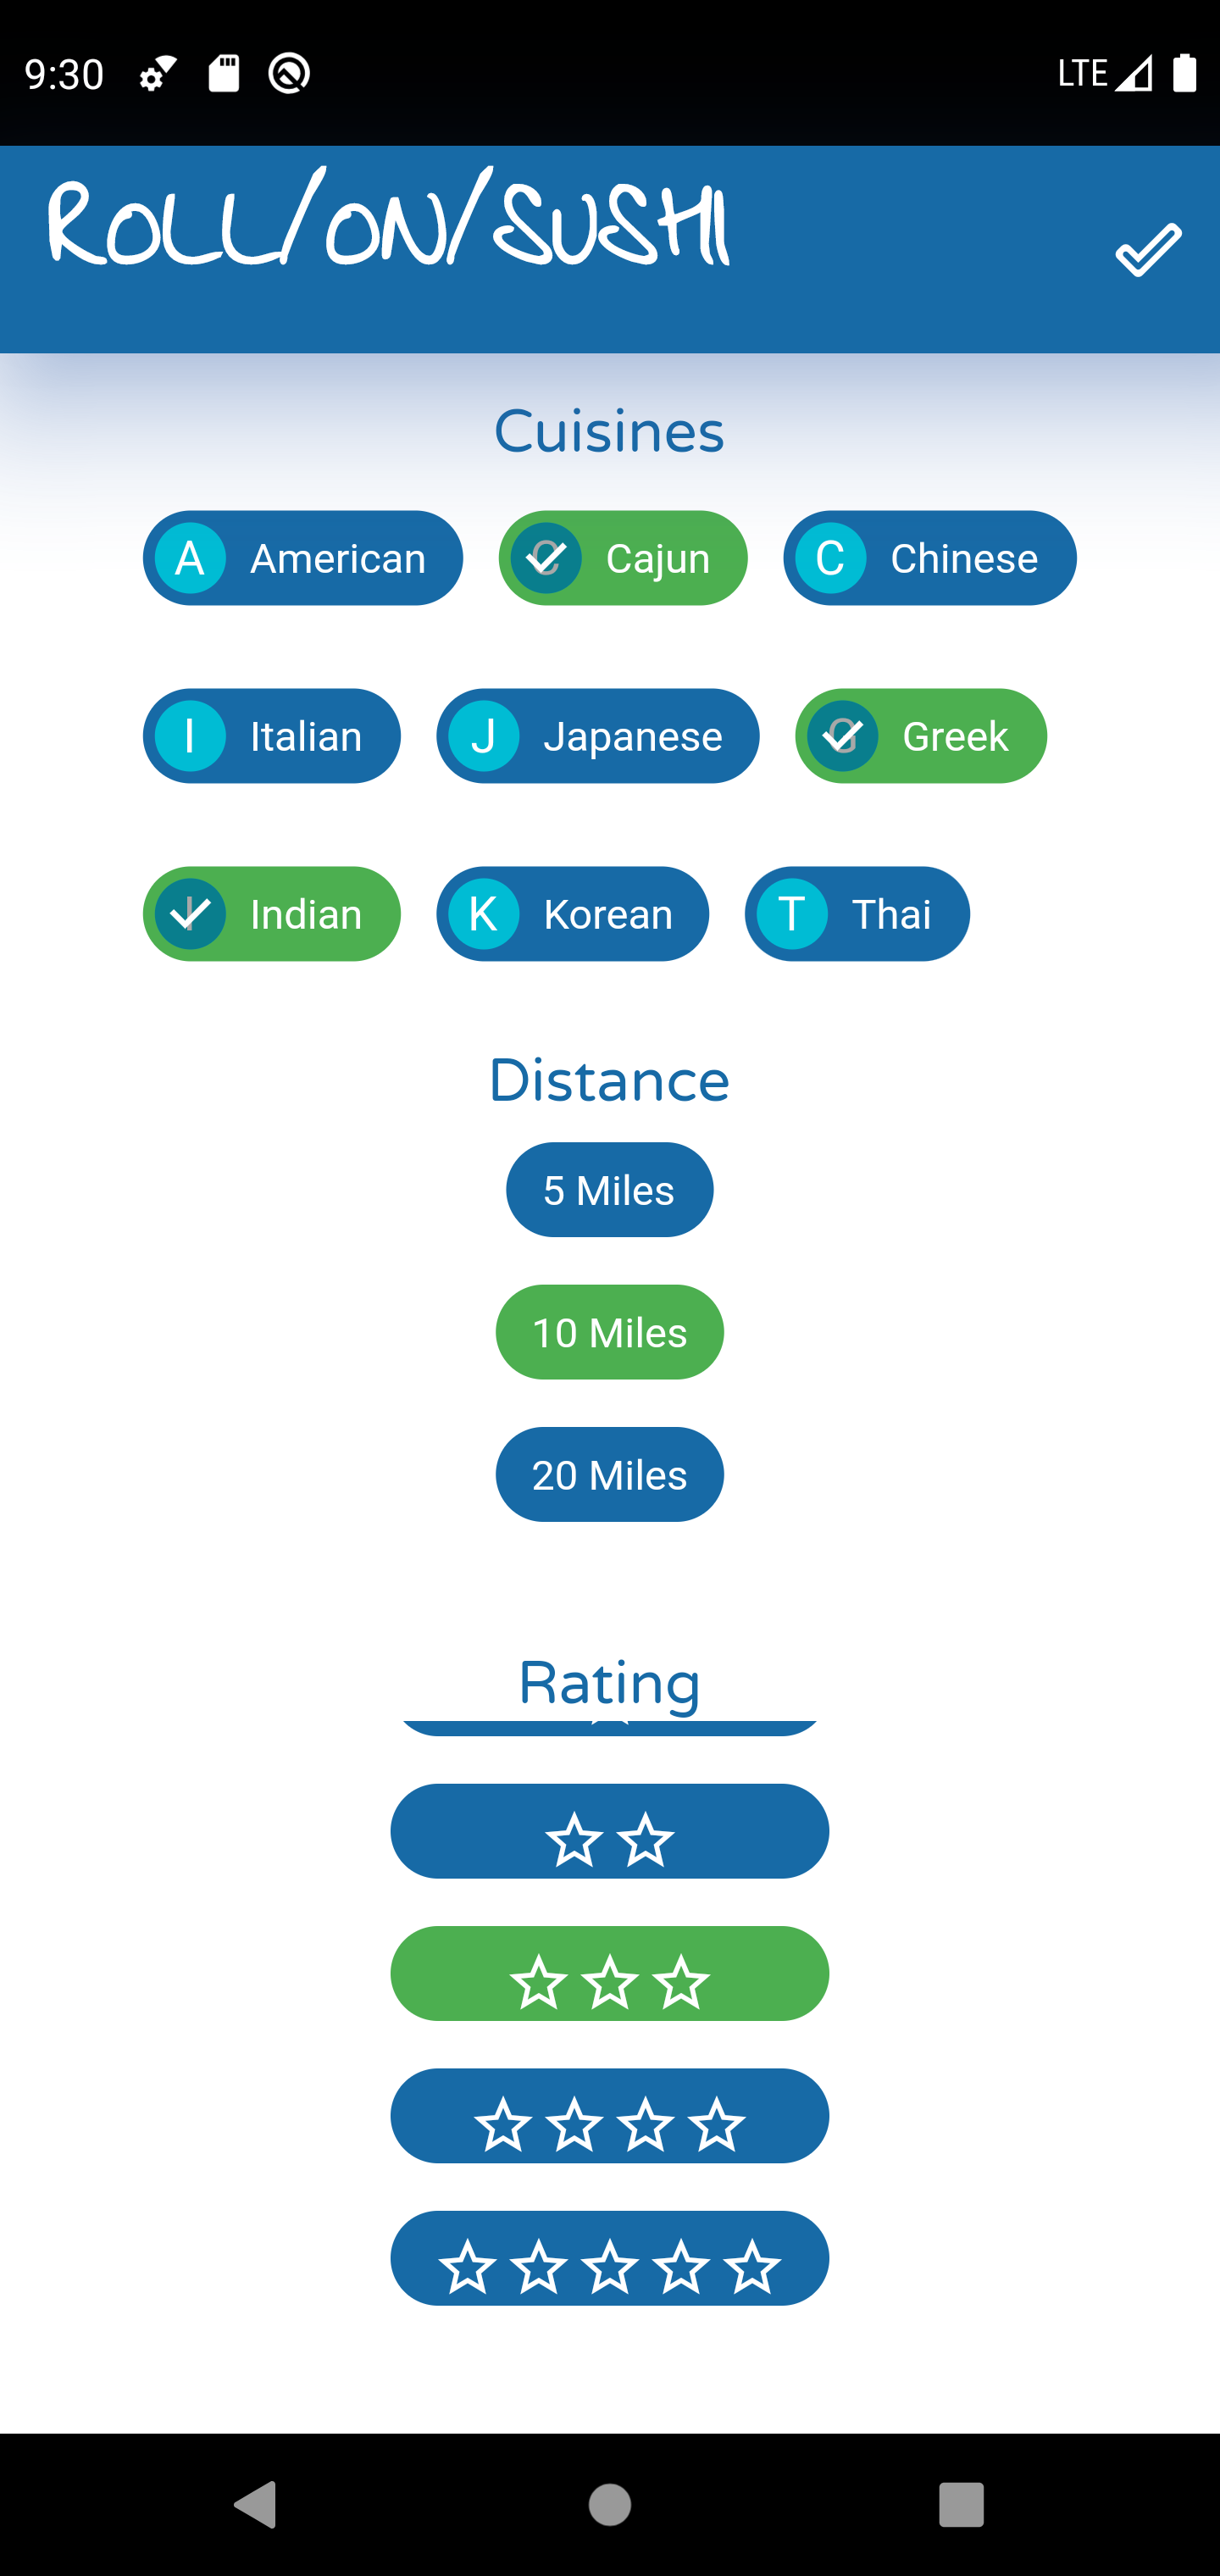 9:30 LTE
ROLL/ON/SUSHI
Cuisines
A American C Cajun C Chinese
I Italian J Japanese G Greek
I Indian K Korean T Thai
Distance
5 Miles
10 Miles
20 Miles
Rating